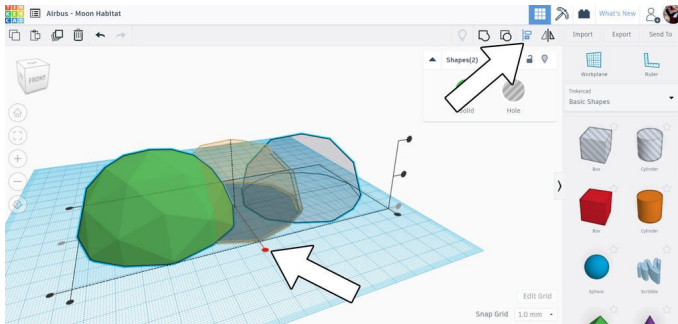 TIN
KER
CAD
Airbus - Moon Habitat
What's New
Import
Export
Send To
FRONT
Shapes(2)
Solid
Hole
Workplane
Ruler
Tinkercad
Basic Shapes
Box
Cylinder
Box
Cylinder
Sphere
Scribble
Edit Grid
Snap Grid
1.0 mm